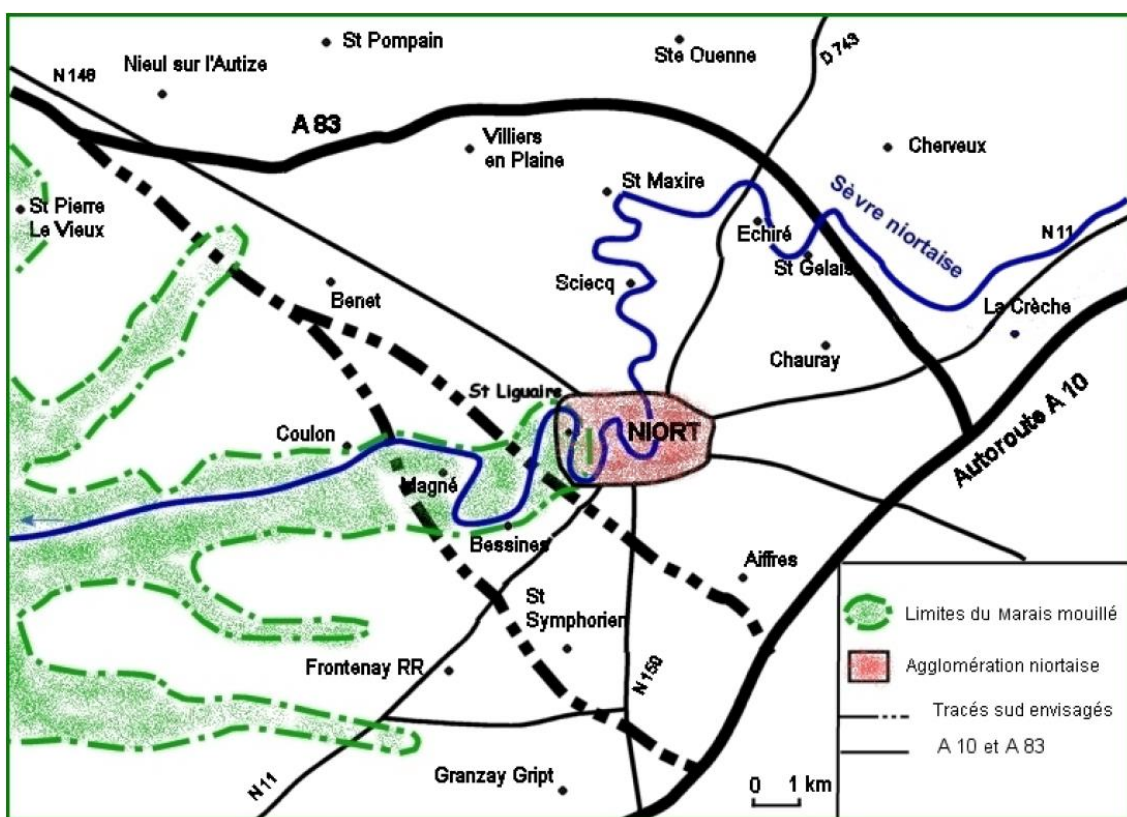 St Pompain
Ste Ouenne
D 743
N 148
Nieul sur l'Autize
A 83
Villiers
en Plaine
Cherveux
St Maxire
St Pierre
Le Vieux
Sèvre niortaise
Echiré
N 11
St Gelais
Sciecq
Benet
La Crèche
Chauray
St Liguaire
NIORT
Coulon
Autoroute A 10
Magné
Bessines
Aiffres
St
Symphorien
Frontenay RR
N 150
Granzay Gript
N 11
0 1 km
Limites du Marais mouillé
Agglomération niortaise
Tracés sud envisagés
A 10 et A 83